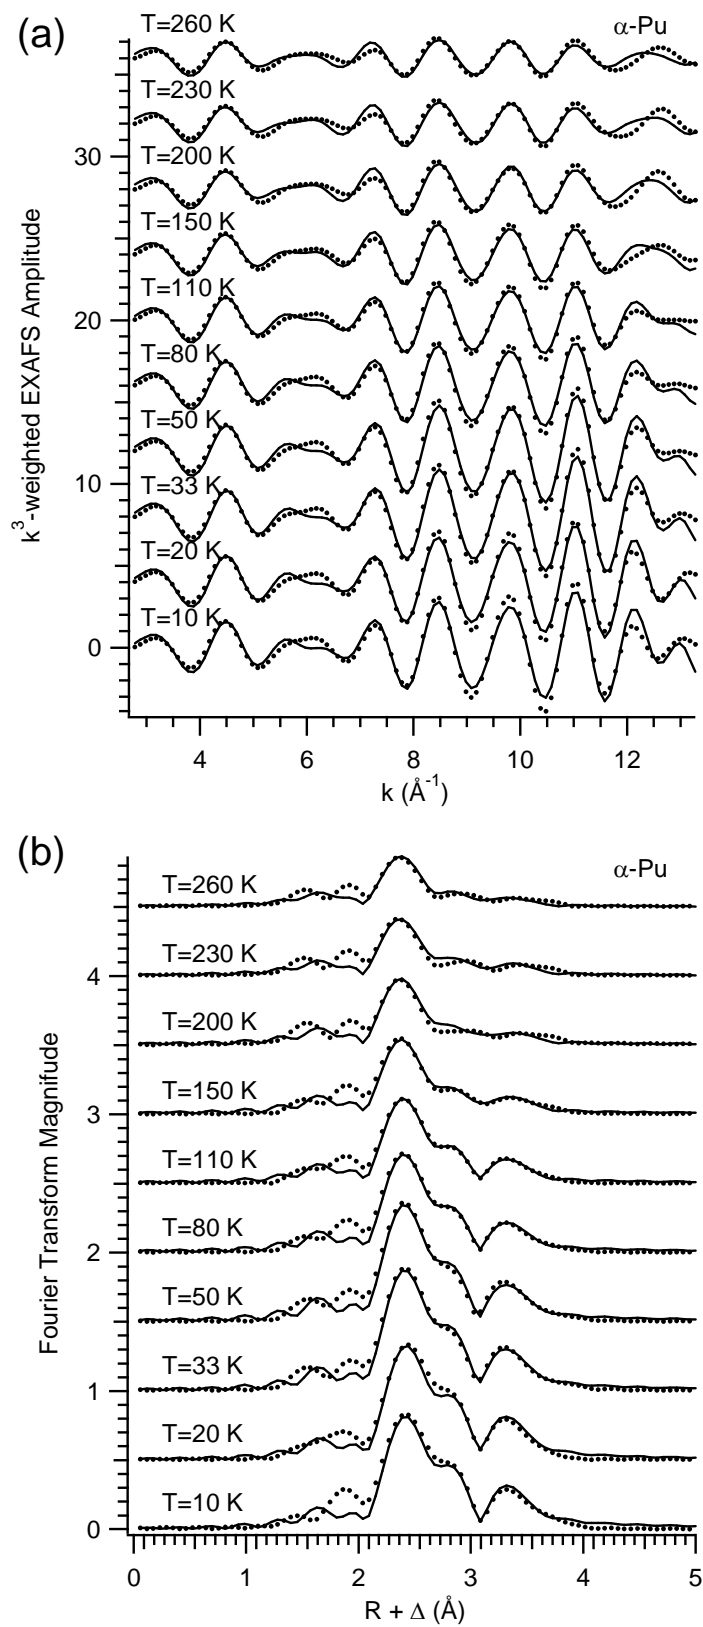 (a)
T=260 K
α-Pu
T=230 K
T=200 K
T=150 K
T=110 K
T=80 K
T=50 K
T=33 K
T=20 K
T=10 K
30
20
10
0
k³-weighted EXAFS Amplitude
4 6 8 10 12
k (Å⁻¹)
(b)
α-Pu
T=260 K
T=230 K
T=200 K
T=150 K
T=110 K
T=80 K
T=50 K
T=33 K
T=20 K
T=10 K
4
3
2
1
0
Fourier Transform Magnifude
0 1 2 3 4 5
R + Δ (Å)